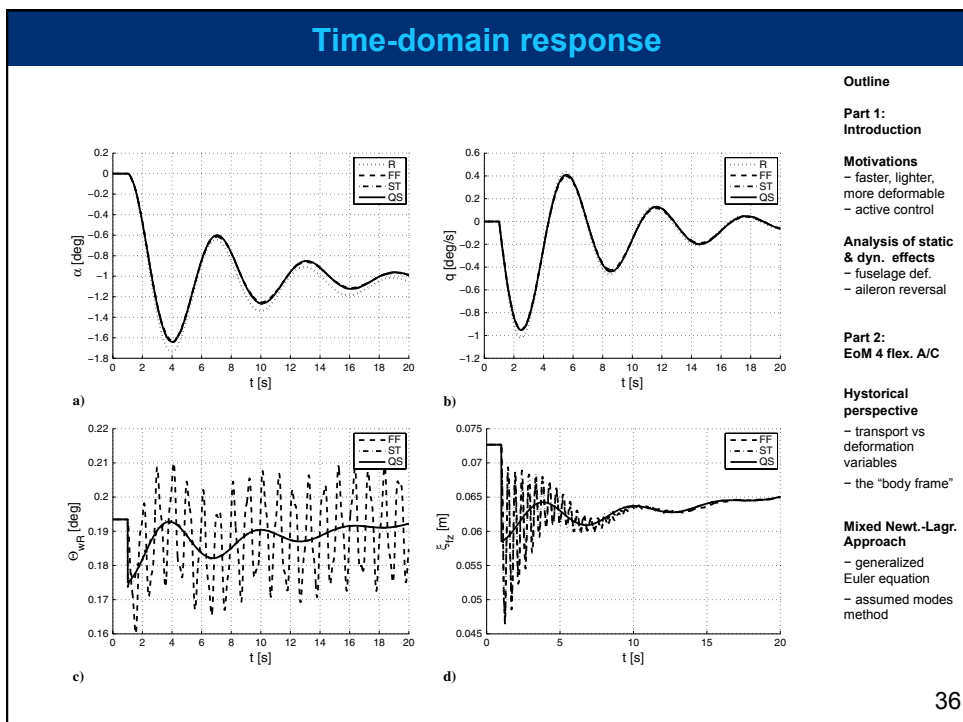 Time-domain response
0.2
0
−0.2
−0.4
−0.6
−0.8
−1
−1.2
−1.4
−1.6
−1.8
α [deg]
0 2 4 6 8 10 12 14 16 18 20
t [s]
R
FF
ST
QS
a)
0.6
0.4
0.2
0
−0.2
−0.4
−0.6
−0.8
−1
−1.2
q [deg/s]
0 2 4 6 8 10 12 14 16 18 20
t [s]
R
FF
ST
QS
b)
0.22
0.21
0.2
0.19
0.18
0.17
0.16
ΘwR [deg]
0 2 4 6 8 10 12 14 16 18 20
t [s]
FF
ST
QS
c)
0.075
0.07
0.065
0.06
0.055
0.05
0.045
ξfz [m]
0 5 10 15 20
t [s]
FF
ST
QS
d)
Outline
Part 1:
Introduction
Motivations
− faster, lighter,
more deformable
− active control
Analysis of static
& dyn. effects
− fuselage def.
− aileron reversal
Part 2:
EoM 4 flex. A/C
Hystorical
perspective
− transport vs
deformation
variables
− the “body frame”
Mixed Newt.-Lagr.
Approach
− generalized
Euler equation
− assumed modes
method
36